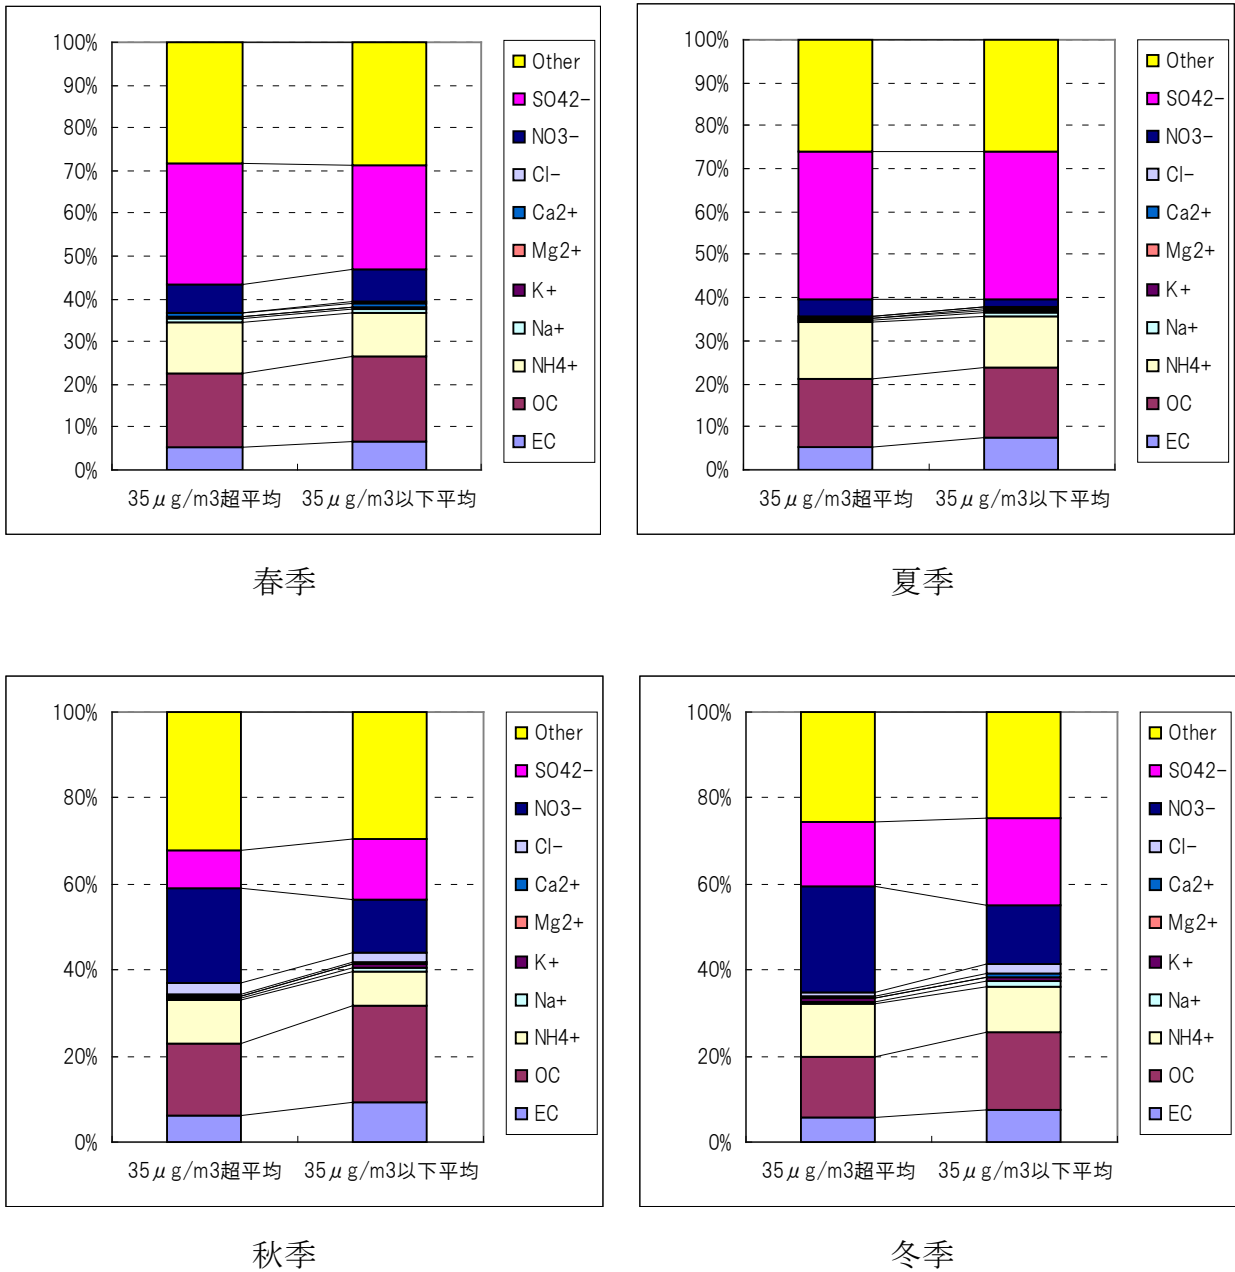 100%
90%
80%
70%
60%
50%
40%
30%
20%
10%
0%
35μg/m3超平均 35μg/m3以下平均
Other
SO42-
NO3-
Cl-
Ca2+
Mg2+
K+
Na+
NH4+
OC
EC
春季
100%
90%
80%
70%
60%
50%
40%
30%
20%
10%
0%
35μg/m3超平均 35μg/m3以下平均
Other
SO42-
NO3-
Cl-
Ca2+
Mg2+
K+
Na+
NH4+
OC
EC
夏季
100%
80%
60%
40%
20%
0%
35μg/m3超平均 35μg/m3以下平均
Other
SO42-
NO3-
Cl-
Ca2+
Mg2+
K+
Na+
NH4+
OC
EC
秋季
100%
80%
60%
40%
20%
0%
35μg/m3超平均 35μg/m3以下平均
Other
SO42-
NO3-
Cl-
Ca2+
Mg2+
K+
Na+
NH4+
OC
EC
冬季